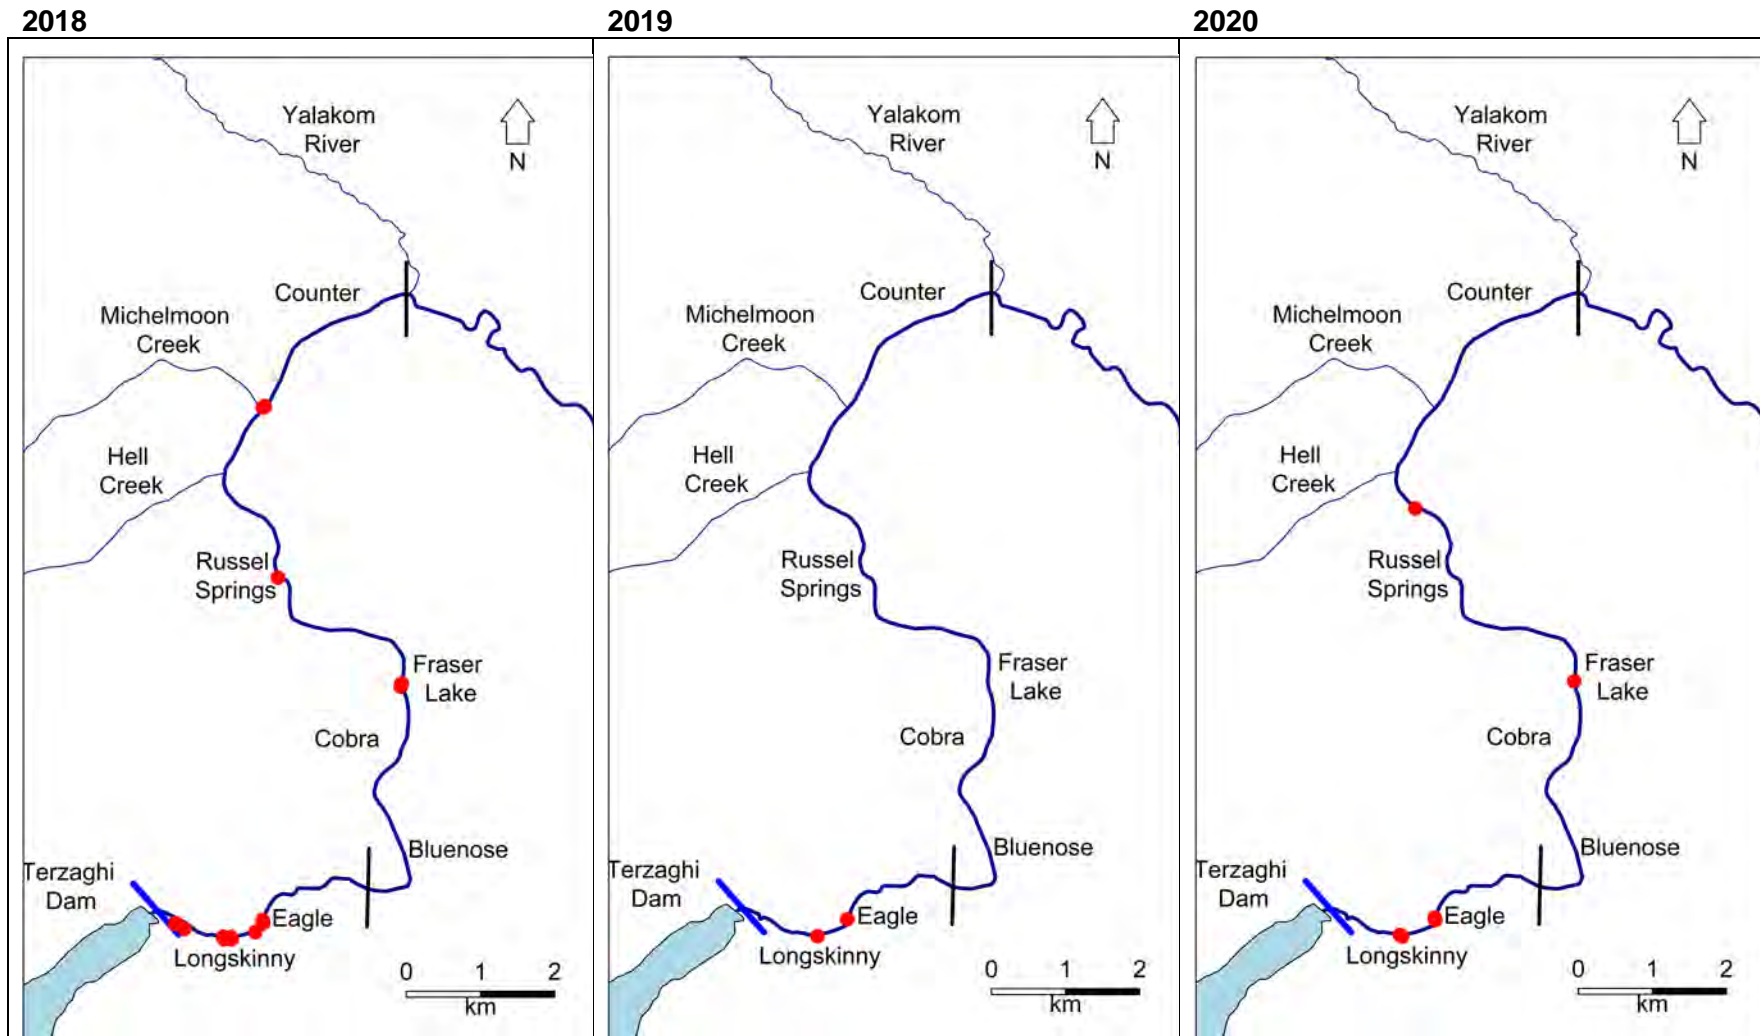 2018
2019
2020
Yalakom
River
N
Counter
Michelmoon
Creek
Hell
Creek
Russel
Springs
Fraser
Lake
Cobra
Bluenose
Terzaghi
Dam
Eagle
Longskinny
0 1 2
km
Yalakom
River
N
Counter
Michelmoon
Creek
Hell
Creek
Russel
Springs
Fraser
Lake
Cobra
Bluenose
Terzaghi
Dam
Eagle
Longskinny
0 1 2
km
Yalakom
River
N
Counter
Michelmoon
Creek
Hell
Creek
Russel
Springs
Fraser
Lake
Cobra
Bluenose
Terzaghi
Dam
Eagle
Longskinny
0 1 2
km